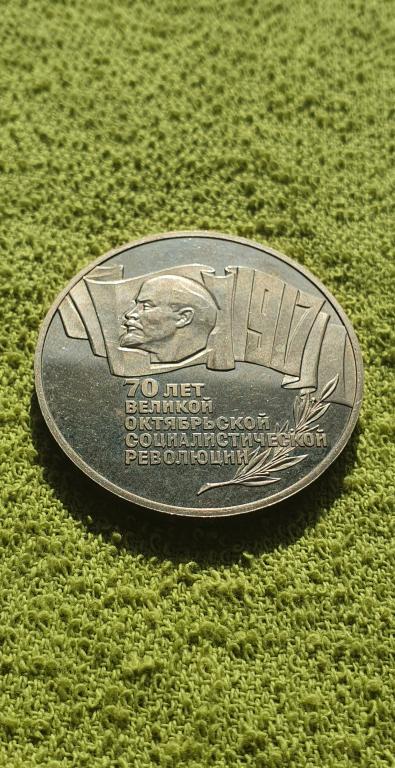 1917
70 ЛЕТ
ВЕЛИКОЙ
ОКТЯБРЬСКОЙ
СОЦИАЛИСТИЧЕСКОЙ
РЕВОЛЮЦИИ